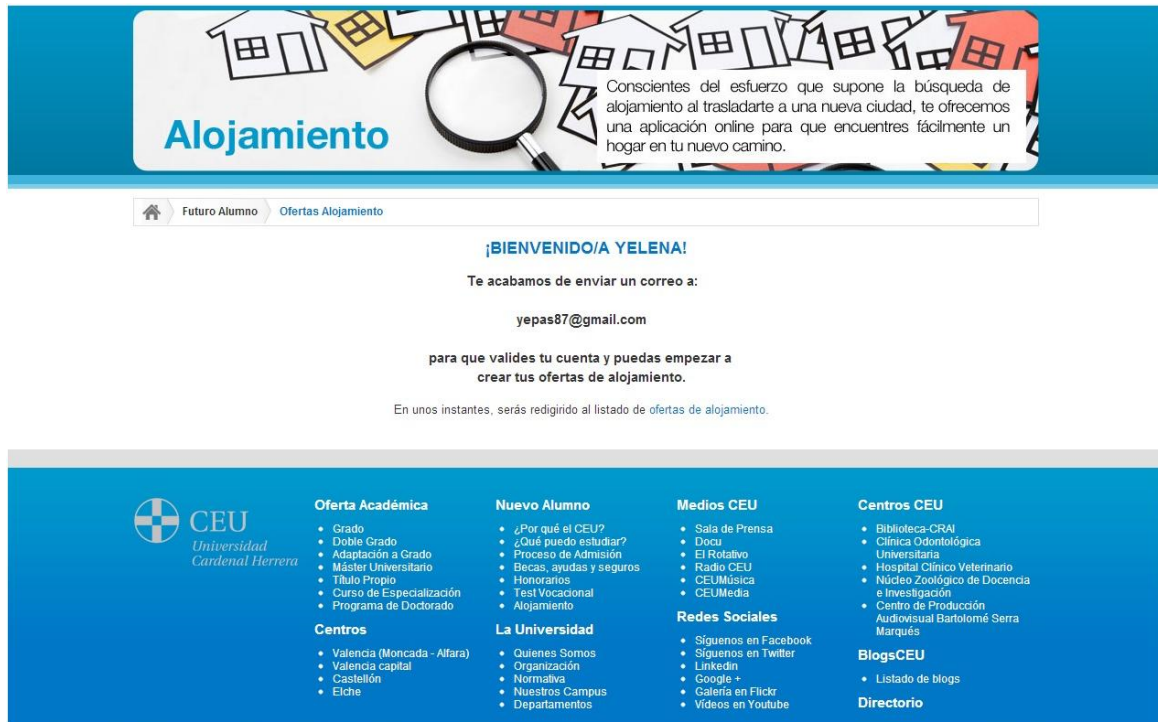 Alojamiento
Conscientes del esfuerzo que supone la búsqueda de
alojamiento al trasladarte a una nueva ciudad, te ofrecemos
una aplicación online para que encuentres fácilmente un
hogar en tu nuevo camino.
Futuro Alumno
Ofertas Alojamiento
¡BIENVENIDO/A YELENA!
Te acabamos de enviar un correo a:
yepas87@gmail.com
para que valides tu cuenta y puedas empezar a
crear tus ofertas de alojamiento.
En unos instantes, serás redigirido al listado de ofertas de alojamiento.
CEU
Universidad
Cardenal Herrera
Oferta Académica
• Grado
• Doble Grado
• Adaptación a Grado
• Máster Universitario
• Título Propio
• Curso de Especialización
• Programa de Doctorado
Centros
• Valencia (Moncada - Alfara)
• Valencia capital
• Castellón
• Elche
Nuevo Alumno
• ¿Por qué el CEU?
• ¿Qué puedo estudiar?
• Proceso de Admisión
• Becas, ayudas y seguros
• Honorarios
• Test Vocacional
• Alojamiento
La Universidad
• Quienes Somos
• Organización
• Normativa
• Nuestros Campus
• Departamentos
Medios CEU
• Sala de Prensa
• Docu
• El Rotativo
• Radio CEU
• CEUMúsica
• CEUMedia
Redes Sociales
• Síguenos en Facebook
• Síguenos en Twitter
• Linkedin
• Google +
• Galería en Flickr
• Vídeos en Youtube
Centros CEU
• Biblioteca-CRAI
• Clínica Odontológica
Universitaria
• Hospital Clínico Veterinario
• Núcleo Zoológico de Docencia
e Investigación
• Centro de Producción
Audiovisual Bartolomé Serra
Marqués
BlogsCEU
• Listado de blogs
Directorio